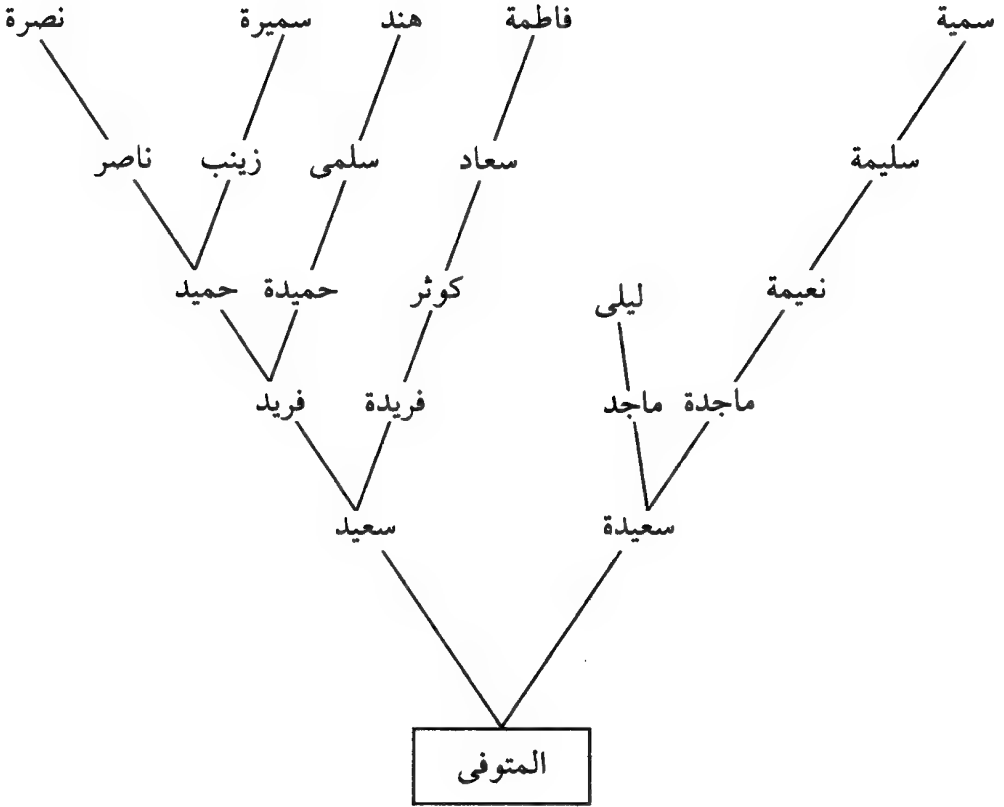 سمية فاطمة هند سميرة نصرة
سليمة سعاد سلمى زينب ناصر
نعيمة ليلى كوثر حميدة حميد
ماجدة ماجد فريدة فريد
سعيدة سعيد
المتوفى